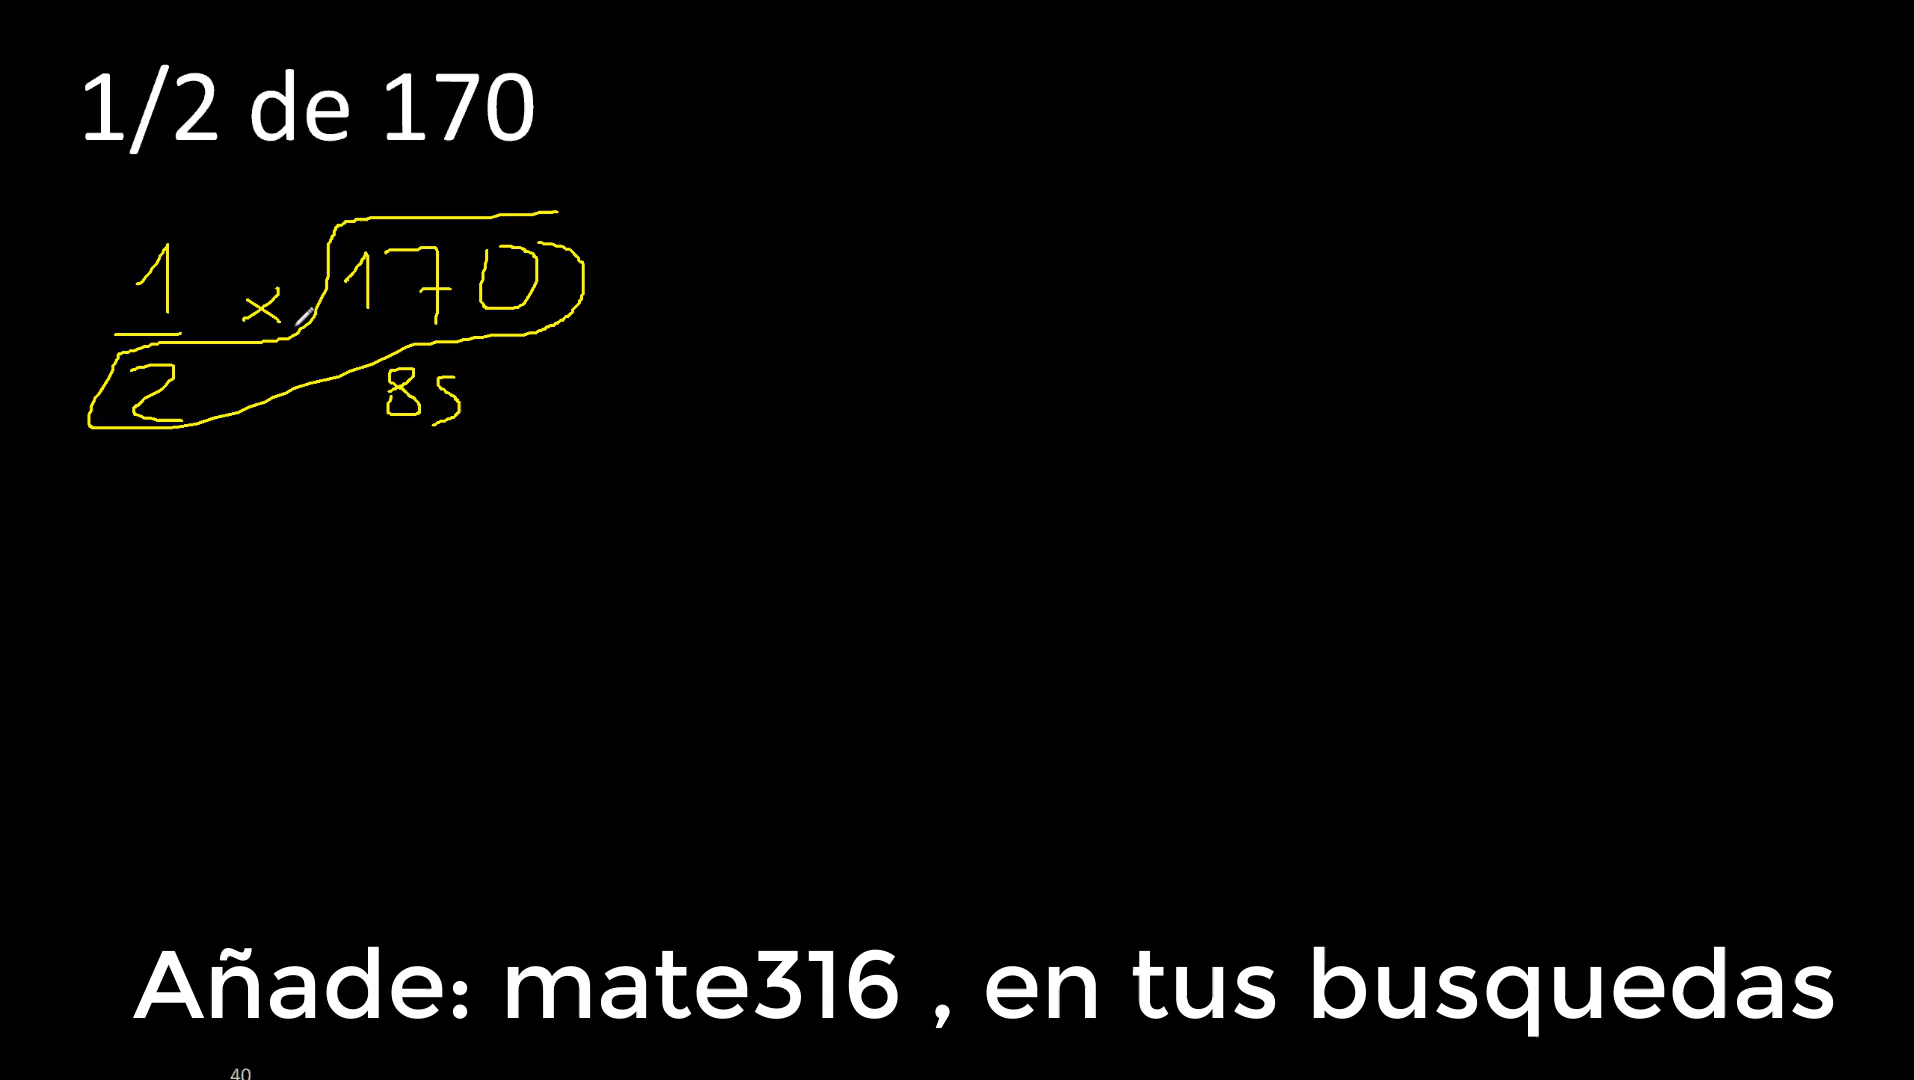 1/2 de 170
1 x 170
2
85
Añade: mate316 , en tus busquedas
40